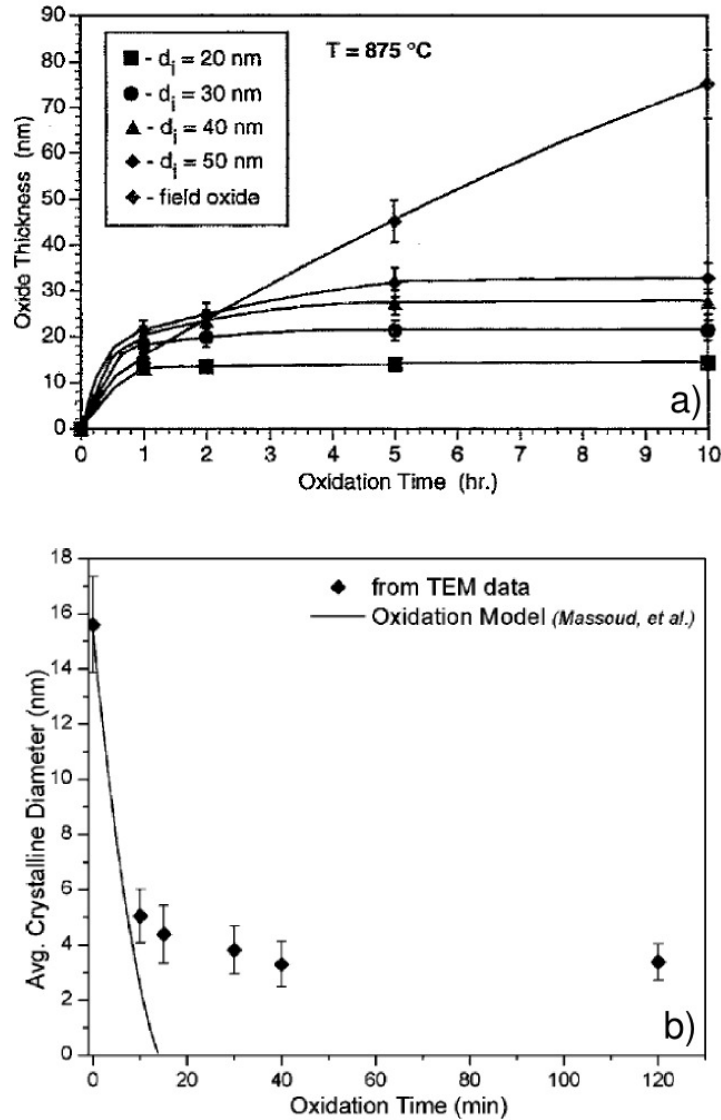 90
80
70
60
50
40
30
20
10
0
Oxide Thickness (nm)
T = 875 °C
■ - d_i = 20 nm
● - d_i = 30 nm
▲ - d_i = 40 nm
◆ - d_i = 50 nm
◆ - field oxide
a)
0 1 2 3 4 5 6 7 8 9 10
Oxidation Time (hr.)
18
16
14
12
10
8
6
4
2
0
Avg. Crystalline Diameter (nm)
◆ from TEM data
— Oxidation Model (Massoud, et al.)
b)
0 20 40 60 80 100 120
Oxidation Time (min)